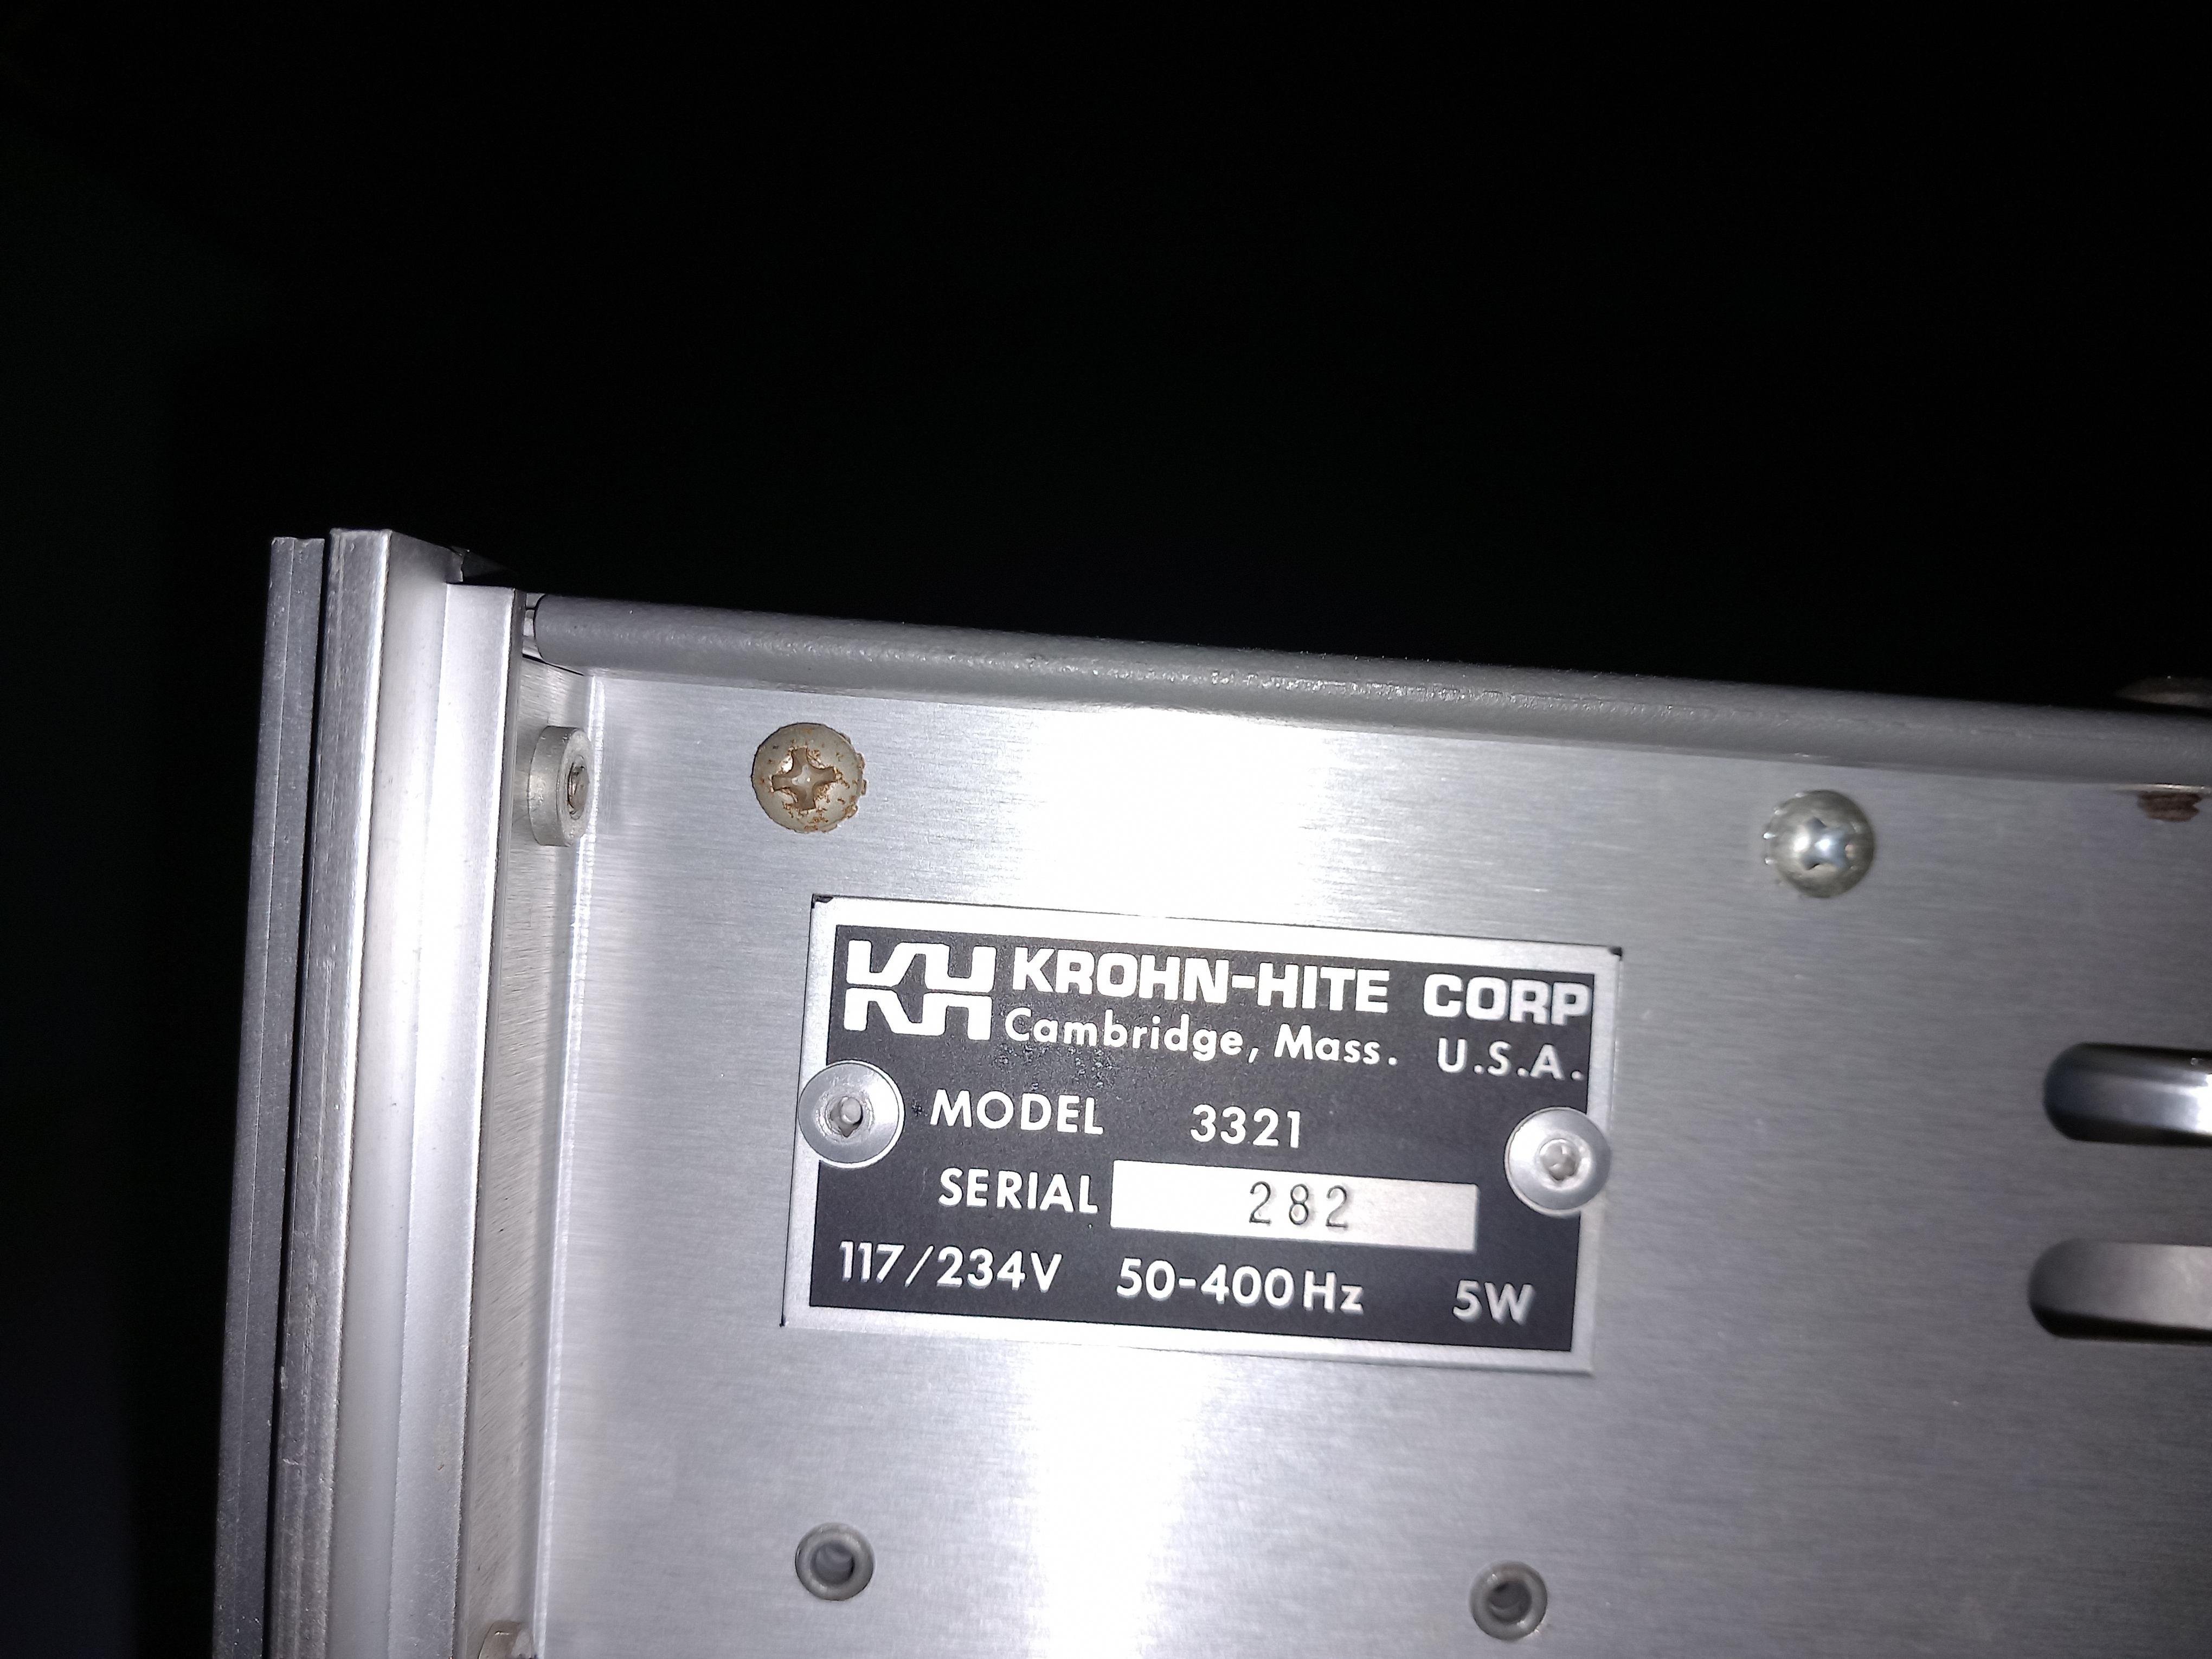 KH KROHN-HITE CORP
Cambridge, Mass. U.S.A.
MODEL 3321
SERIAL 282
117/234V 50-400Hz 5W